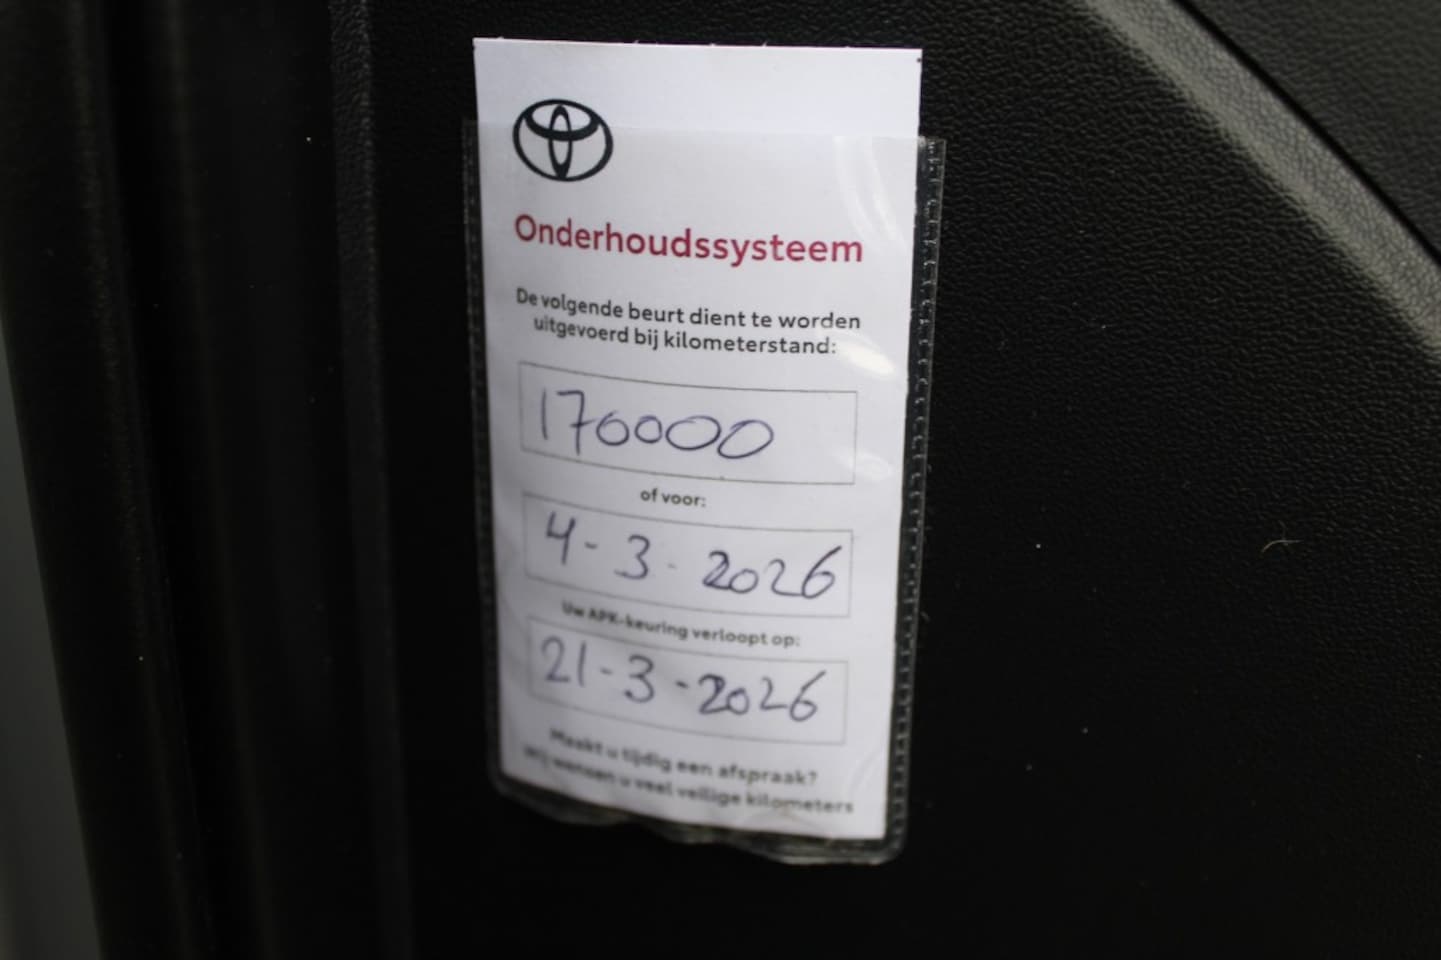 Onderhoudssysteem
De volgende beurt dient te worden
uitgevoerd bij kilometerstand:
170000
of voor:
4-3-2026
Uw APK-keuring verloopt op:
21-3-2026
Maakt u tijdig een afspraak?
Wij wensen u veel veilige kilometers